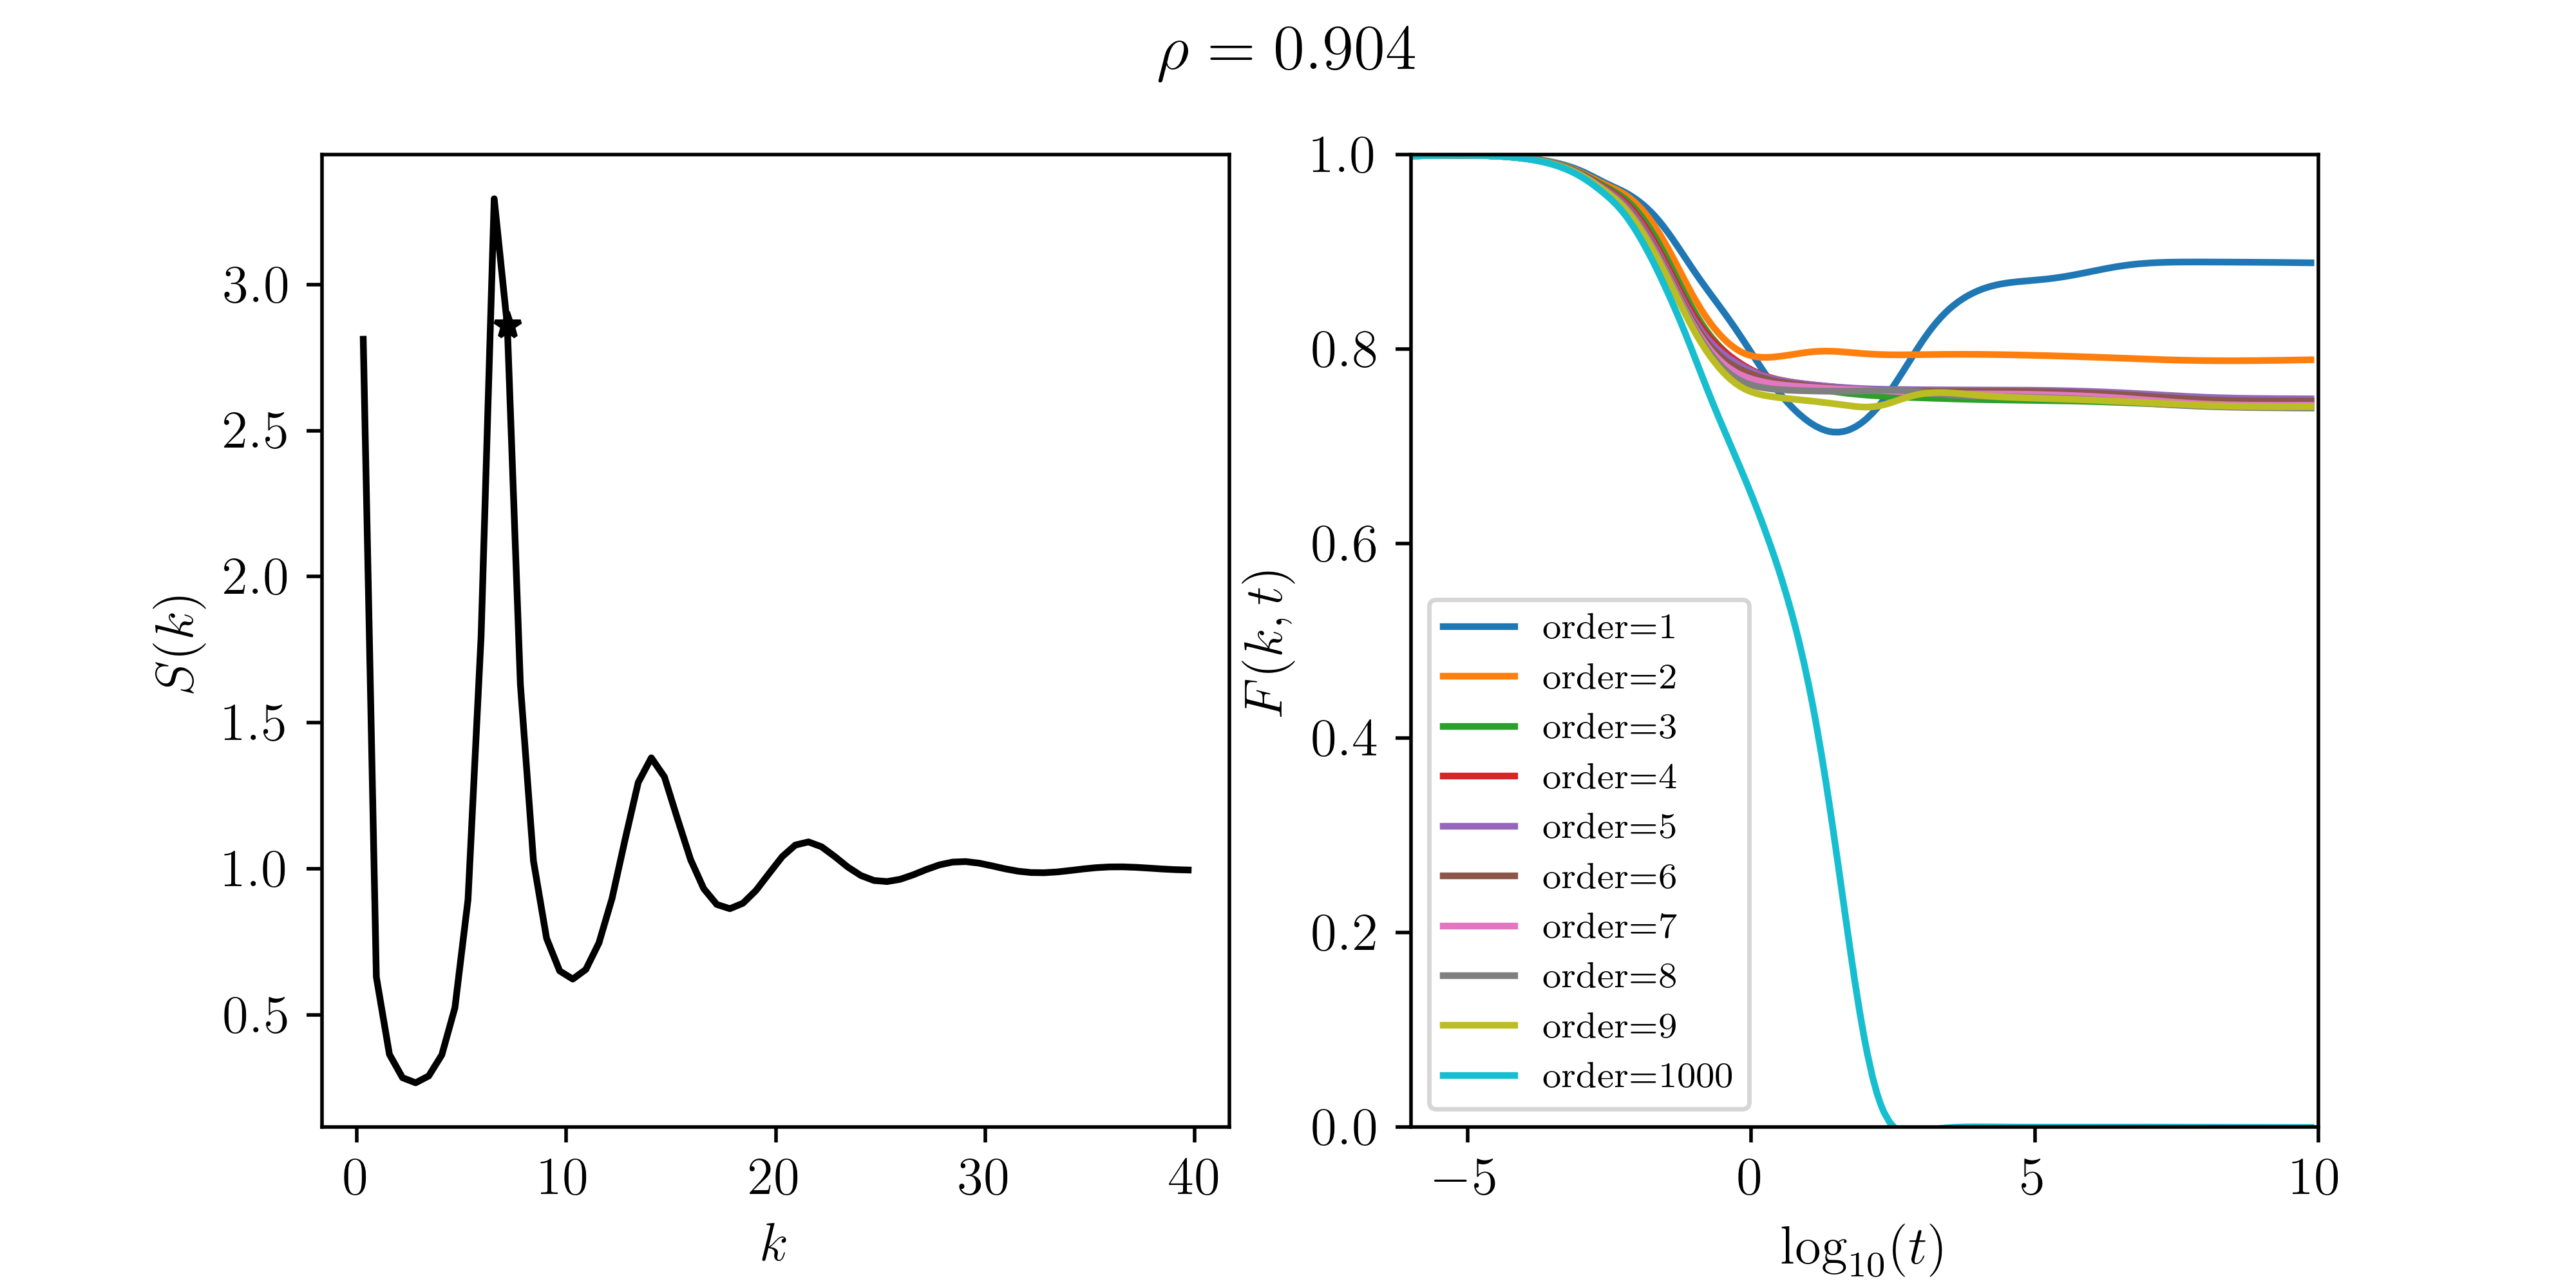 ρ = 0.904
S(k)
3.0
2.5
2.0
1.5
1.0
0.5
0 10 20 30 40
k
F(k, t)
1.0
0.8
0.6
0.4
0.2
0.0
order=1
order=2
order=3
order=4
order=5
order=6
order=7
order=8
order=9
order=1000
−5 0 5 10
log₁₀(t)